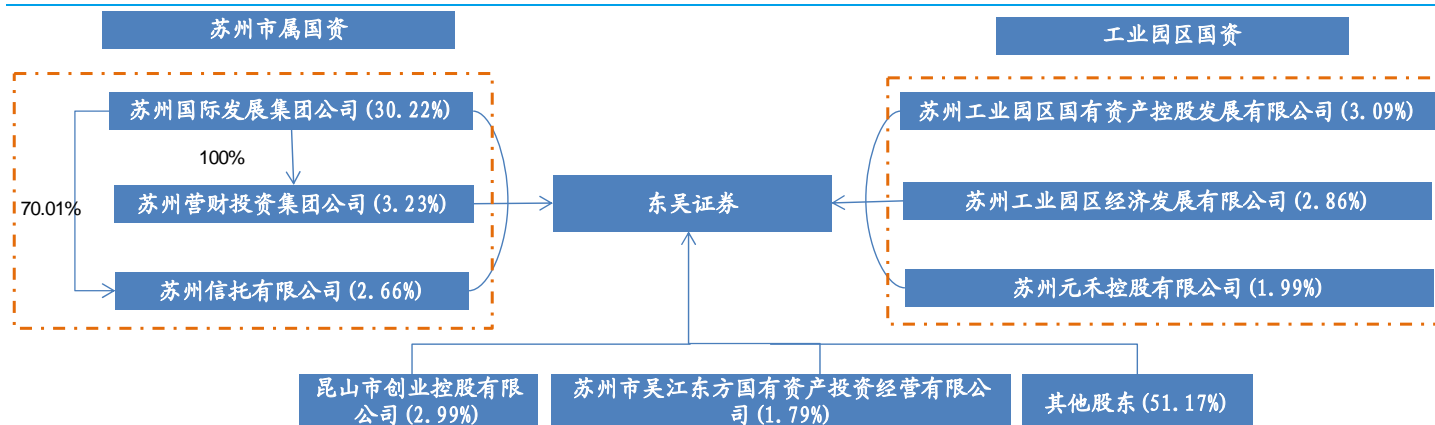 苏州市属国资
工业园区国资
苏州国际发展集团公司(30.22%)
苏州工业园区国有资产控股发展有限公司(3.09%)
100%
苏州营财投资集团公司(3.23%)
东吴证券
苏州工业园区经济发展有限公司(2.86%)
70.01%
苏州信托有限公司(2.66%)
苏州元禾控股有限公司(1.99%)
昆山市创业控股有限
公司(2.99%)
苏州市吴江东方国有资产投资经营有限公
司(1.79%)
其他股东(51.17%)